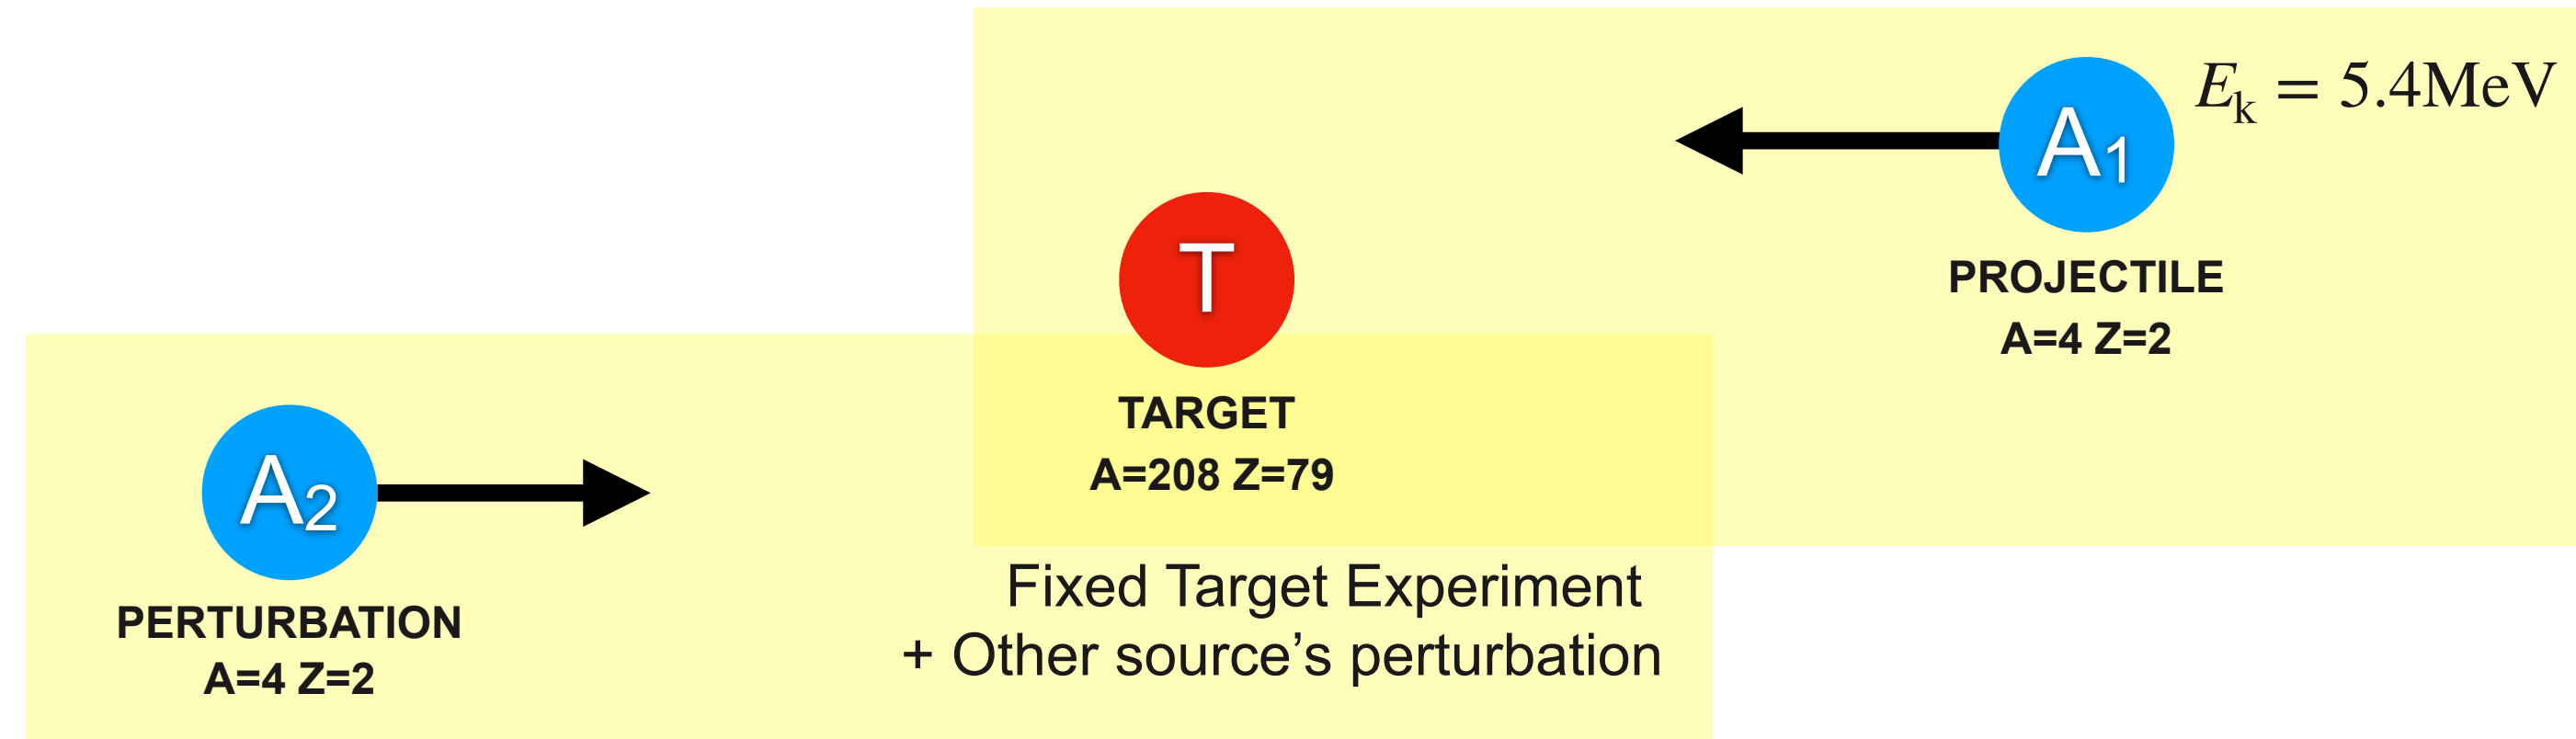 A₁
Eₖ = 5.4MeV
PROJECTILE
A=4 Z=2
T
TARGET
A=208 Z=79
A₂
PERTURBATION
A=4 Z=2
Fixed Target Experiment
+ Other source’s perturbation